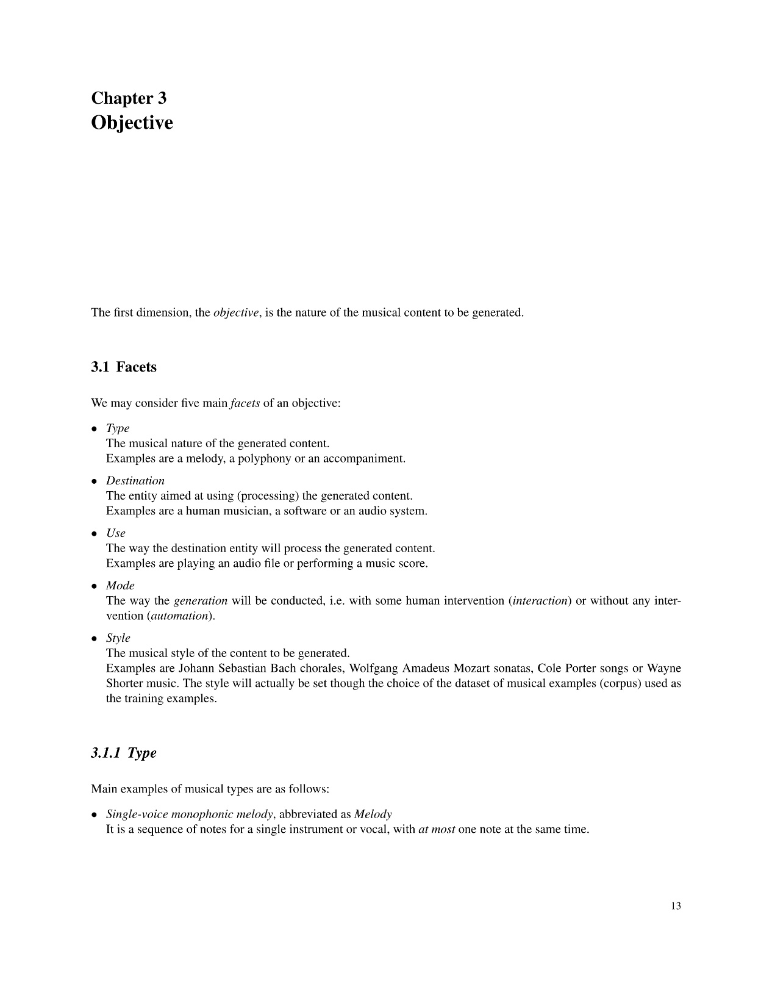 Chapter 3
Objective
The first dimension, the objective, is the nature of the musical content to be generated.
3.1 Facets
We may consider five main facets of an objective:
• Type
The musical nature of the generated content.
Examples are a melody, a polyphony or an accompaniment.
• Destination
The entity aimed at using (processing) the generated content.
Examples are a human musician, a software or an audio system.
• Use
The way the destination entity will process the generated content.
Examples are playing an audio file or performing a music score.
• Mode
The way the generation will be conducted, i.e. with some human intervention (interaction) or without any inter-
vention (automation).
• Style
The musical style of the content to be generated.
Examples are Johann Sebastian Bach chorales, Wolfgang Amadeus Mozart sonatas, Cole Porter songs or Wayne
Shorter music. The style will actually be set though the choice of the dataset of musical examples (corpus) used as
the training examples.
3.1.1 Type
Main examples of musical types are as follows:
• Single-voice monophonic melody, abbreviated as Melody
It is a sequence of notes for a single instrument or vocal, with at most one note at the same time.
13